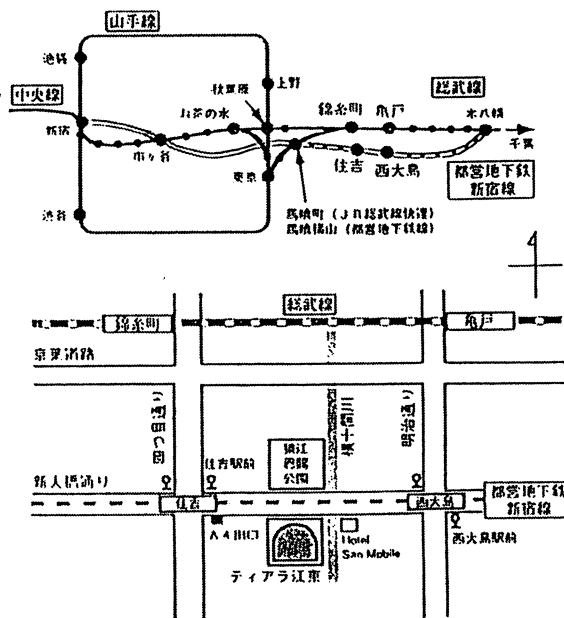 山手線
池袋
秋葉原
上野
総武線
中央線
お茶の水
錦糸町
亀戸
本八幡
新宿
市ヶ谷
千葉
東京
住吉
西大島
都営地下鉄
新宿線
渋谷
馬喰町(JR総武線快速)
馬喰横山(都営地下鉄線)
4
総武線
錦糸町
亀戸
京葉道路
四つ目通り
横十間川
明治通り
猿江
恩賜
公園
新大橋通り
住吉駅前
住吉
西大島
都営地下鉄
新宿線
A4出口
Hotel
San Mobile
西大島駅前
ティアラ江東